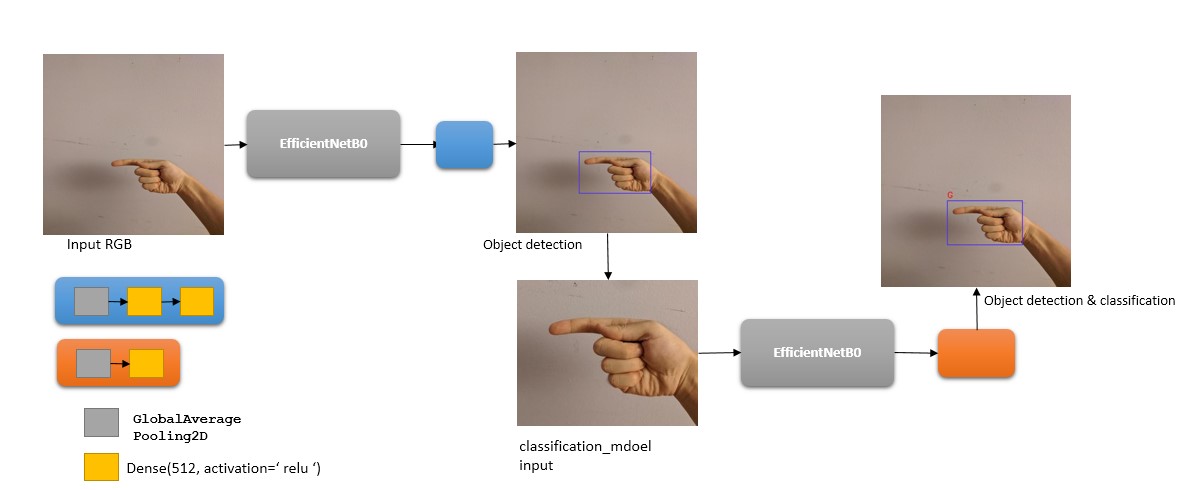 EfficientNetB0
Input RGB
Object detection
G
Object detection & classification
EfficientNetB0
GlobalAverage
Pooling2D
Dense(512, activation=‘ relu ‘)
classification_mdoel
input